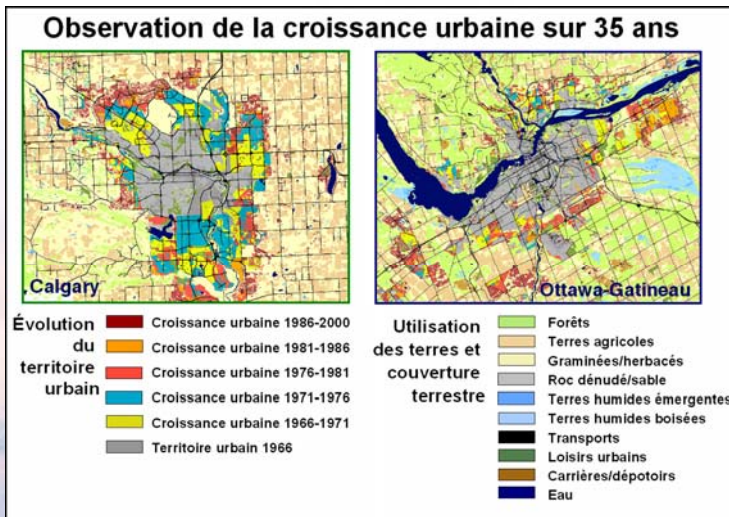 Observation de la croissance urbaine sur 35 ans
Calgary
Ottawa-Gatineau
Évolution
du
territoire
urbain
Croissance urbaine 1986-2000
Croissance urbaine 1981-1986
Croissance urbaine 1976-1981
Croissance urbaine 1971-1976
Croissance urbaine 1966-1971
Territoire urbain 1966
Utilisation
des terres et
couverture
terrestre
Forêts
Terres agricoles
Graminées/herbacés
Roc dénudé/sable
Terres humides émergentes
Terres humides boisées
Transports
Loisirs urbains
Carrières/dépotoirs
Eau